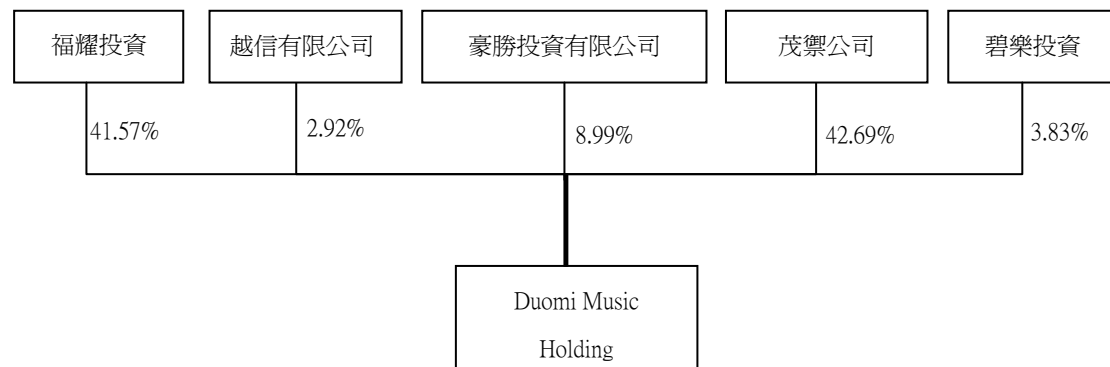 福耀投資
越信有限公司
豪勝投資有限公司
茂禦公司
碧樂投資
41.57%
2.92%
8.99%
42.69%
3.83%
Duomi Music
Holding